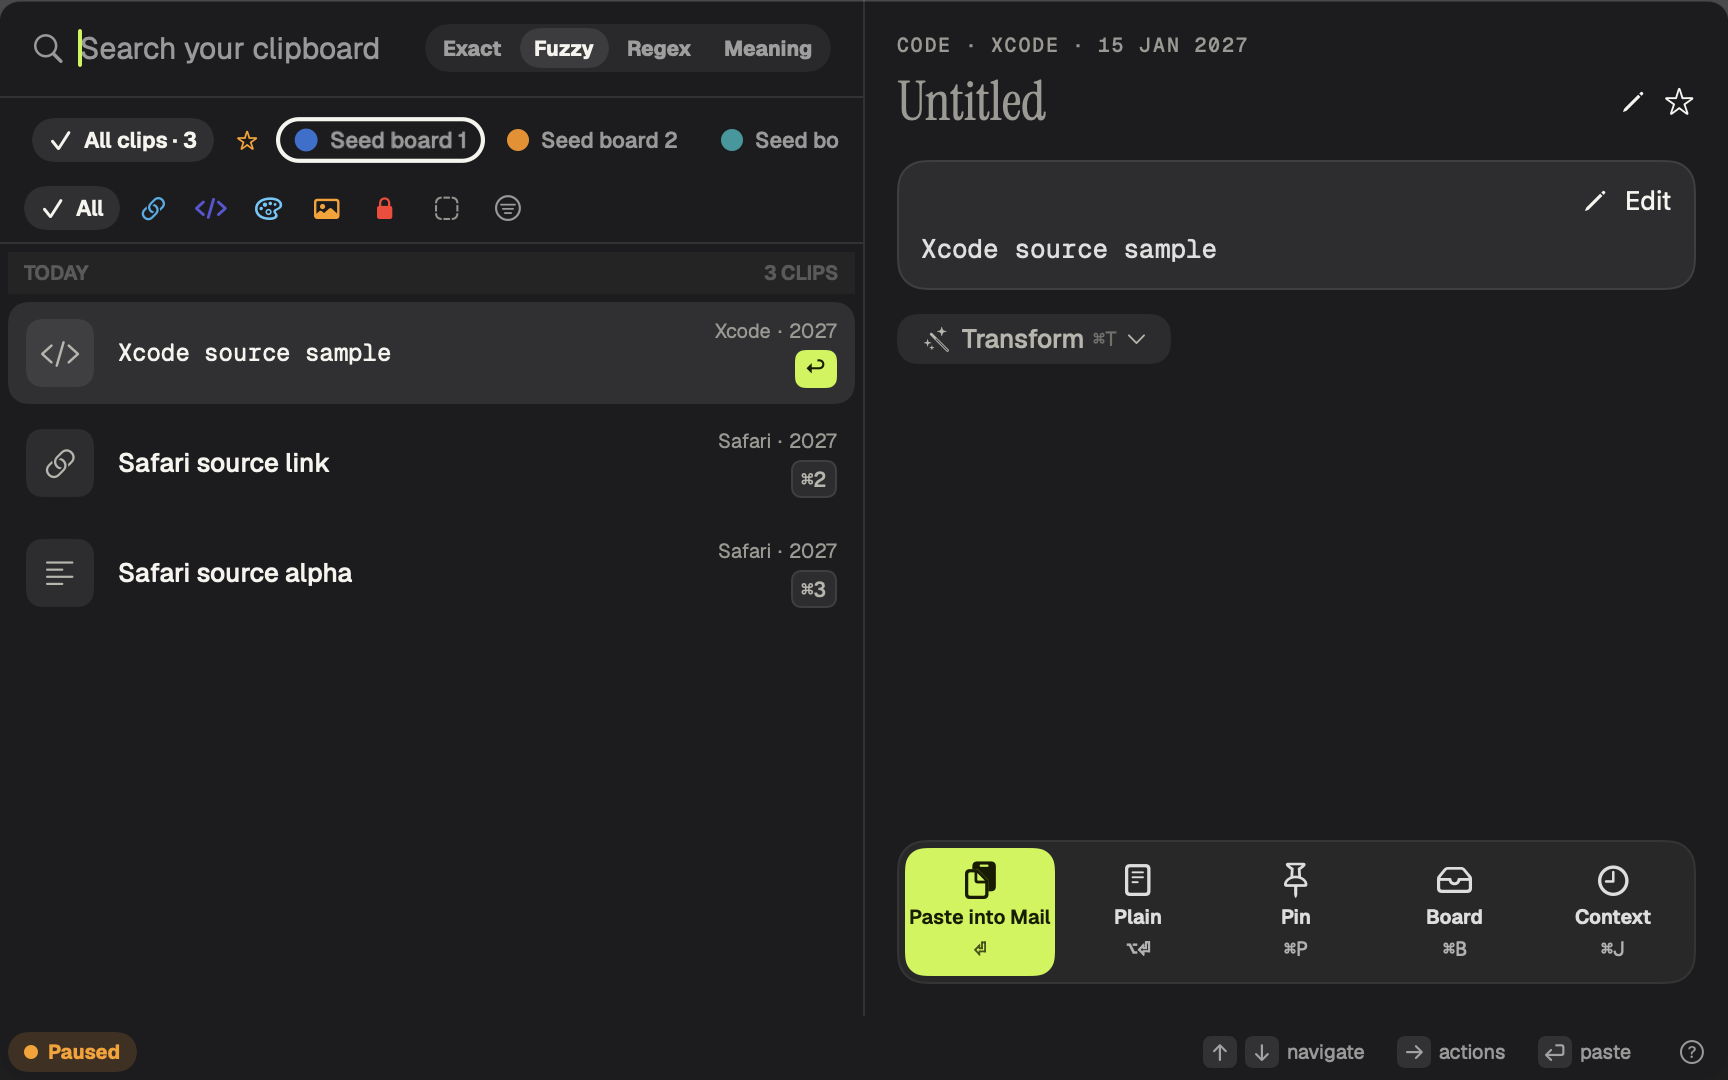 Search your clipboard
Exact Fuzzy Regex Meaning
All clips · 3 Seed board 1 Seed board 2 Seed bo
All
TODAY 3 CLIPS
Xcode source sample
Xcode · 2027
Safari source link
Safari · 2027
⌘2
Safari source alpha
Safari · 2027
⌘3
Paused
CODE · XCODE · 15 JAN 2027
Untitled
Edit
Xcode source sample
Transform ⌘T
Paste into Mail Plain Pin Board Context
⏎ ⌥⏎ ⌘P ⌘B ⌘J
↑ ↓ navigate → actions ↩ paste ?